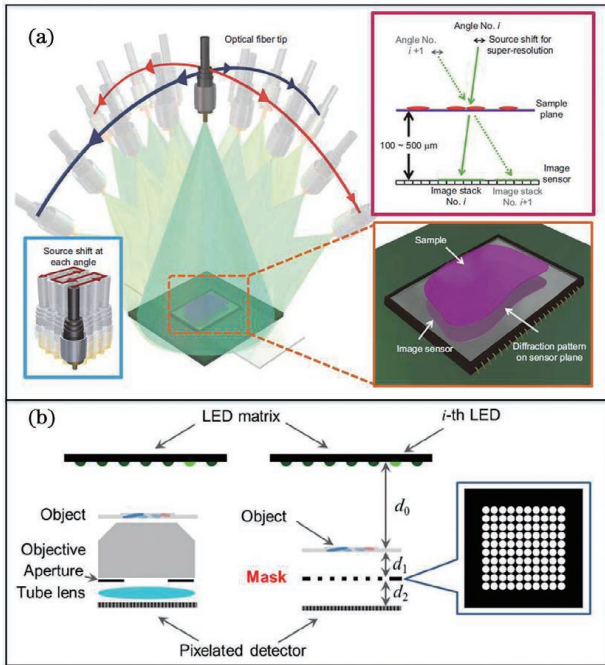 (a)
Optical fiber tip
Angle No. i
Angle No.
i+1
Source shift for
super-resolution
Sample
plane
100 ~ 500 μm
Image
sensor
Image stack
No. i
Image stack
No. i+1
Source shift at
each angle
Sample
Image sensor
Diffraction pattern
on sensor plane
(b)
LED matrix
i-th LED
Object
Objective
Aperture
Tube lens
Object
Mask
d0
d1
d2
Pixelated detector